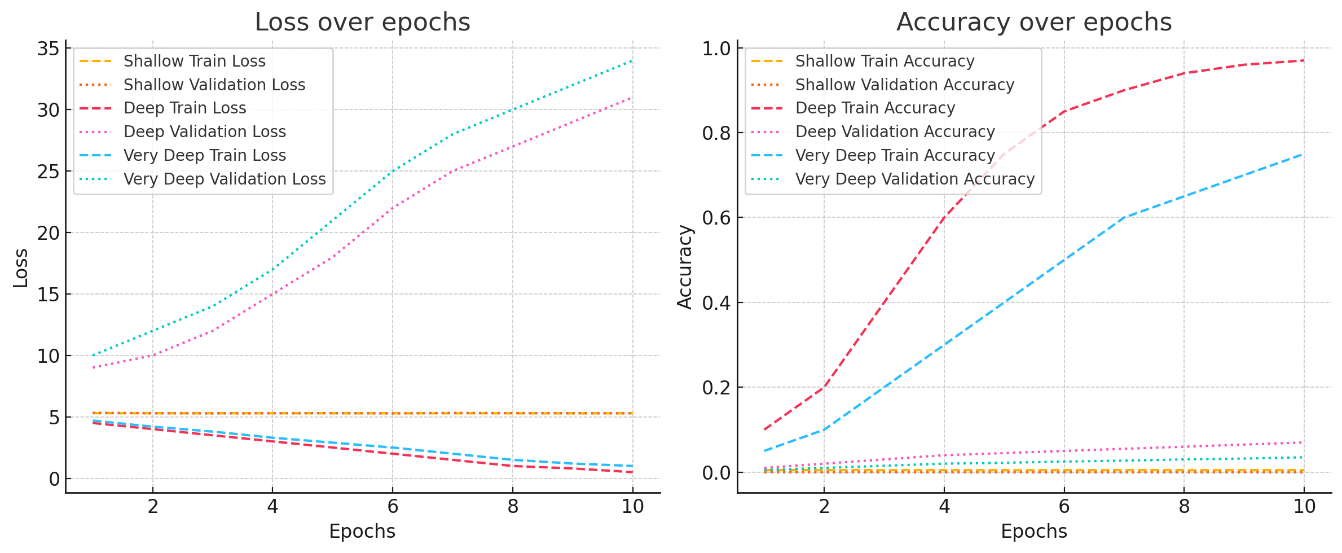 Loss over epochs
35
30
25
20
15
10
5
0
Loss
Shallow Train Loss
Shallow Validation Loss
Deep Train Loss
Deep Validation Loss
Very Deep Train Loss
Very Deep Validation Loss
2 4 6 8 10
Epochs
Accuracy over epochs
1.0
0.8
0.6
0.4
0.2
0.0
Accuracy
Shallow Train Accuracy
Shallow Validation Accuracy
Deep Train Accuracy
Deep Validation Accuracy
Very Deep Train Accuracy
Very Deep Validation Accuracy
2 4 6 8 10
Epochs